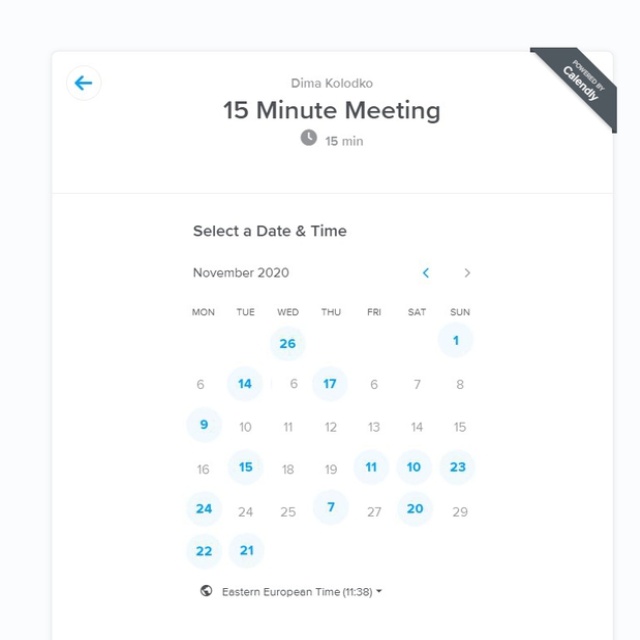 POWERED BY
Calendly
Dima Kolodko
15 Minute Meeting
15 min
Select a Date & Time
November 2020
MON TUE WED THU FRI SAT SUN
26 1
6 14 6 17 6 7 8
9 10 11 12 13 14 15
16 15 18 19 11 10 23
24 24 25 7 27 20 29
22 21
Eastern European Time (11:38)